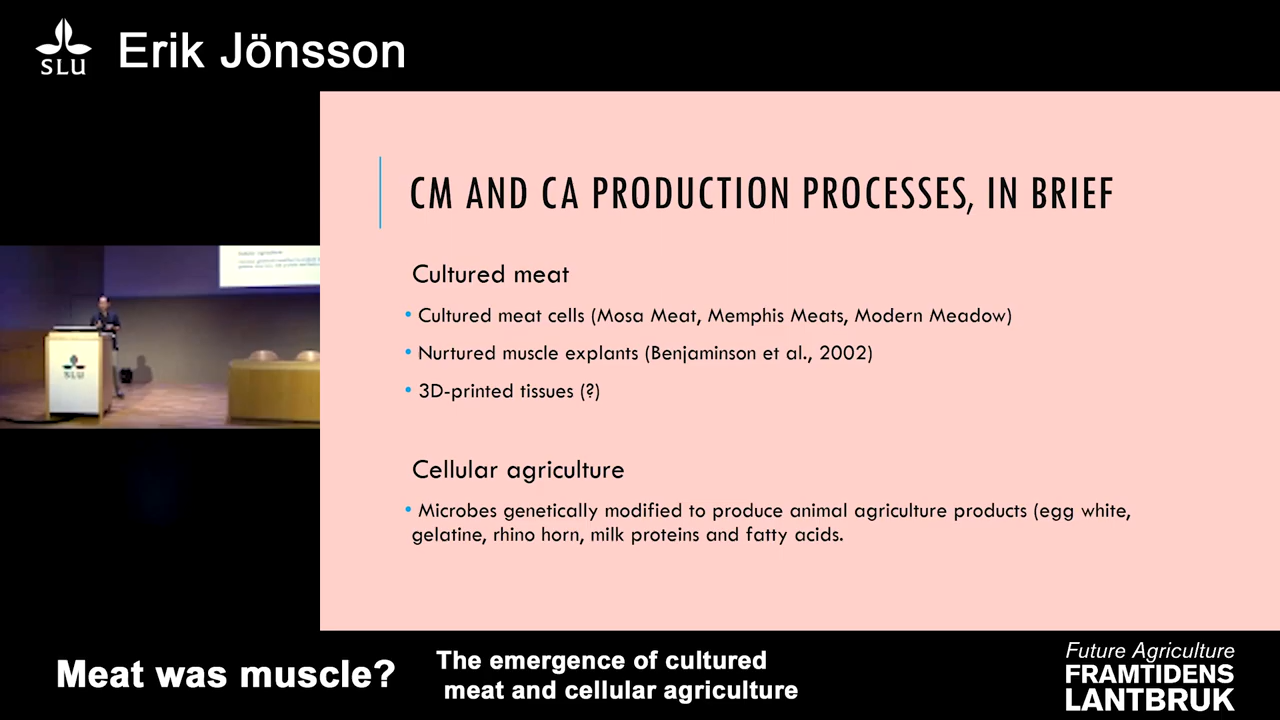 SLU
Erik Jönsson
CM AND CA PRODUCTION PROCESSES, IN BRIEF
Cultured meat
• Cultured meat cells (Mosa Meat, Memphis Meats, Modern Meadow)
• Nurtured muscle explants (Benjaminson et al., 2002)
• 3D-printed tissues (?)
Cellular agriculture
• Microbes genetically modified to produce animal agriculture products (egg white,
gelatine, rhino horn, milk proteins and fatty acids.
SLU
Meat was muscle?
The emergence of cultured
meat and cellular agriculture
Future Agriculture
FRAMTIDENS
LANTBRUK